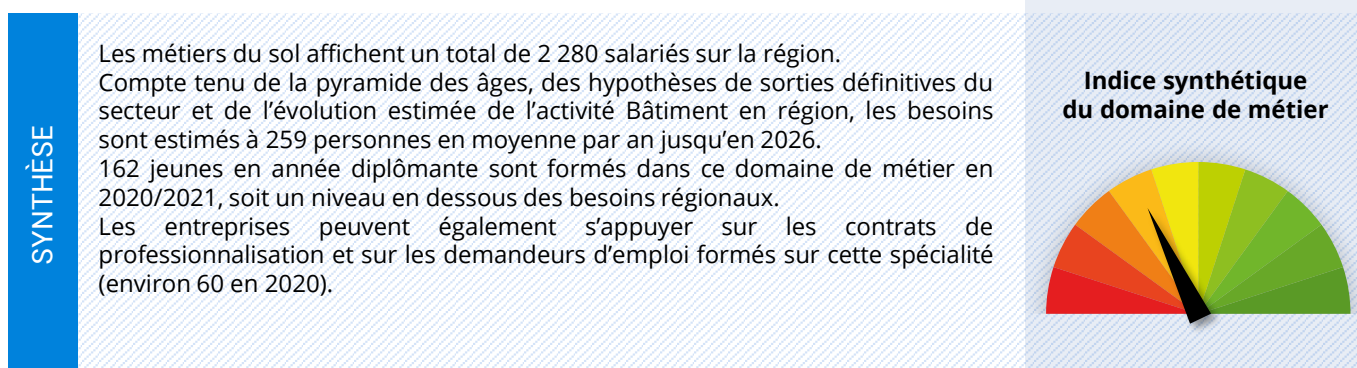 SYNTHÈSE
Les métiers du sol affichent un total de 2 280 salariés sur la région.
Compte tenu de la pyramide des âges, des hypothèses de sorties définitives du
secteur et de l’évolution estimée de l’activité Bâtiment en région, les besoins
sont estimés à 259 personnes en moyenne par an jusqu’en 2026.
162 jeunes en année diplômante sont formés dans ce domaine de métier en
2020/2021, soit un niveau en dessous des besoins régionaux.
Les entreprises peuvent également s’appuyer sur les contrats de
professionnalisation et sur les demandeurs d’emploi formés sur cette spécialité
(environ 60 en 2020).
Indice synthétique
du domaine de métier